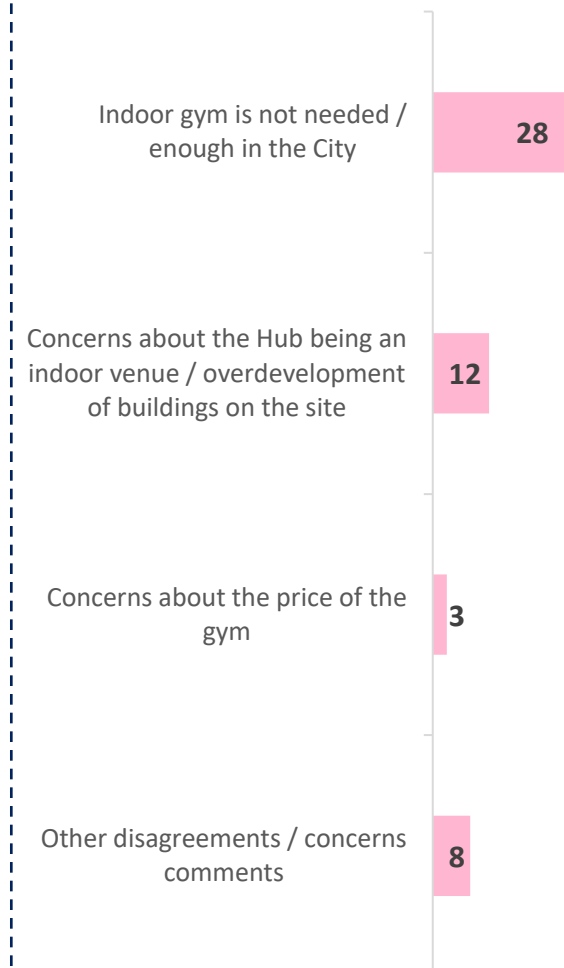 Indoor gym is not needed /
enough in the City
28
Concerns about the Hub being an
indoor venue / overdevelopment
of buildings on the site
12
Concerns about the price of the
gym
3
Other disagreements / concerns
comments
8